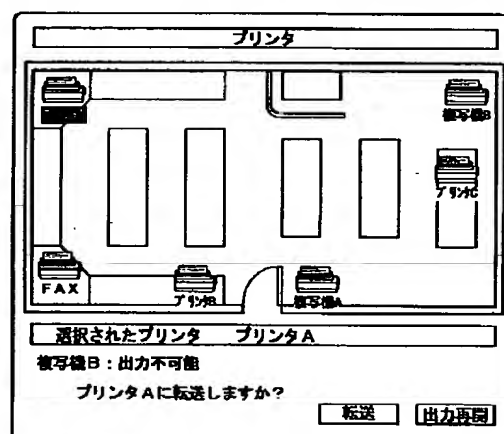 プリンタ
複写機B
プリンタC
FAX
プリンタB
複写機A
選択されたプリンタ プリンタA
複写機B:出力不可能
プリンタAに転送しますか?
転送 出力再開